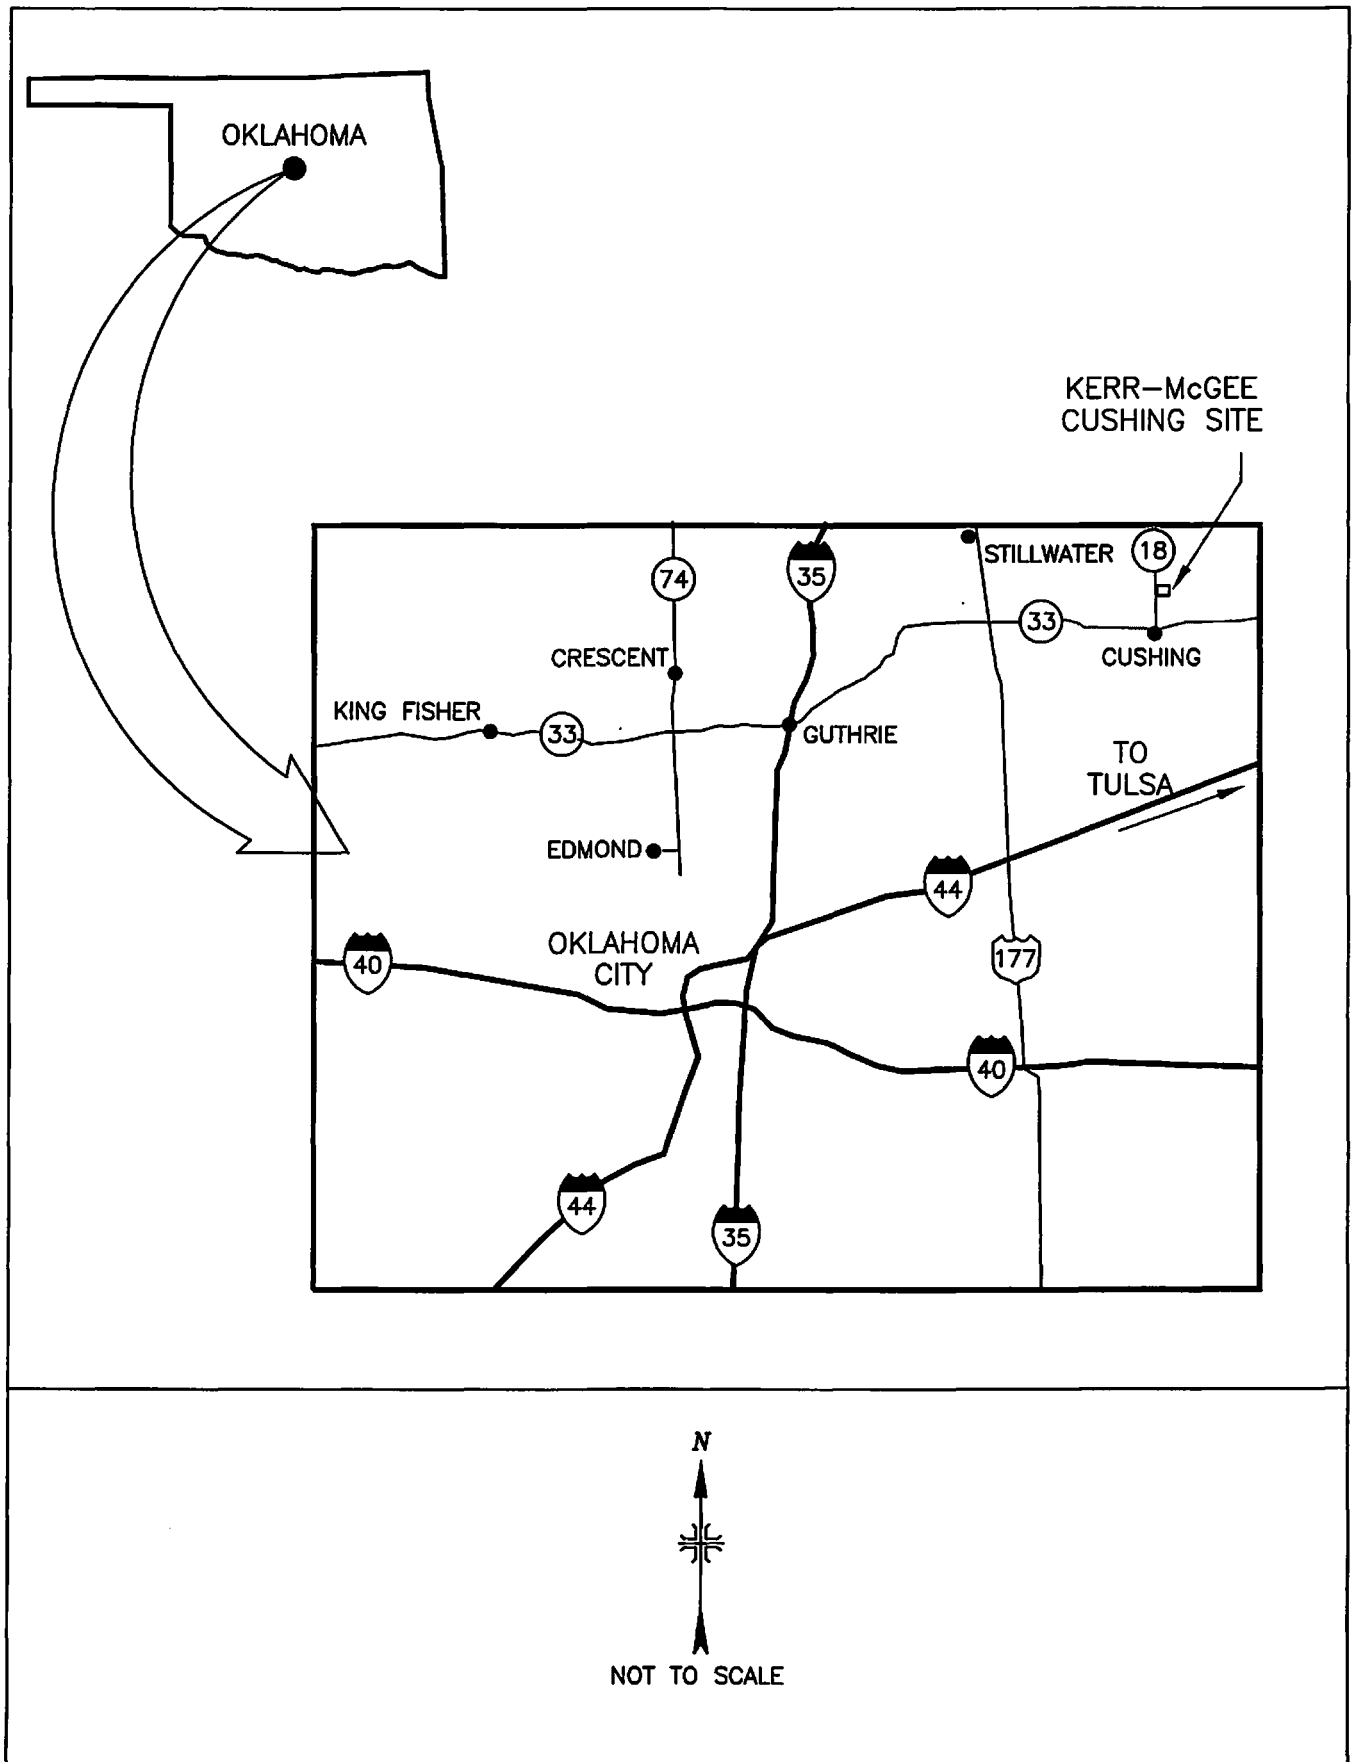 OKLAHOMA
KERR-McGEE
CUSHING SITE
STILLWATER
18
74
35
33
CRESCENT
CUSHING
KING FISHER
33
GUTHRIE
TO
TULSA
EDMOND
44
OKLAHOMA
CITY
40
177
40
44
35
N
NOT TO SCALE